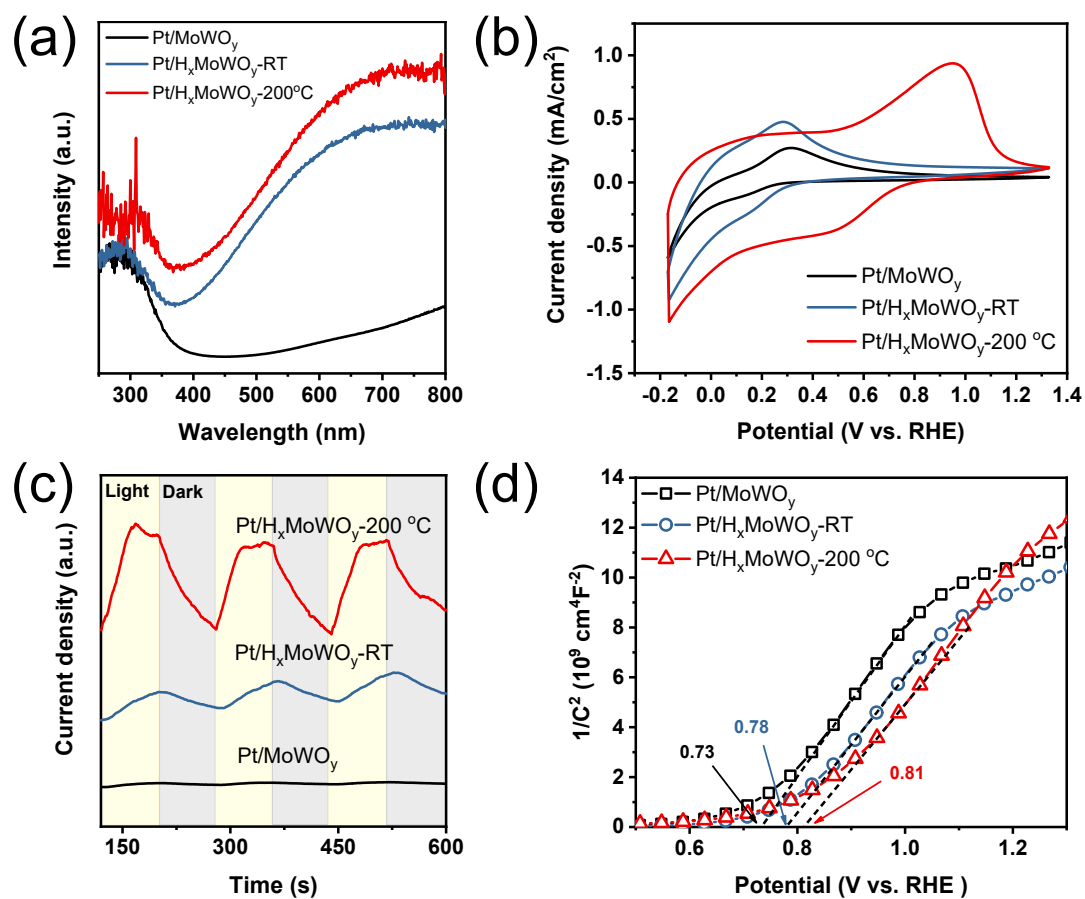 (a)
Pt/MoWOy
Pt/HxMoWOy-RT
Pt/HxMoWOy-200°C
Intensity (a.u.)
300 400 500 600 700 800
Wavelength (nm)
(b)
1.0
0.5
0.0
-0.5
-1.0
-1.5
Current density (mA/cm²)
Pt/MoWOy
Pt/HxMoWOy-RT
Pt/HxMoWOy-200 °C
-0.2 0.0 0.2 0.4 0.6 0.8 1.0 1.2 1.4
Potential (V vs. RHE)
(c)
Light Dark
Pt/HxMoWOy-200 °C
Pt/HxMoWOy-RT
Pt/MoWOy
Current density (a.u.)
150 300 450 600
Time (s)
(d)
14
12
10
8
6
4
2
0
1/C² (10⁹ cm⁴F⁻²)
Pt/MoWOy
Pt/HxMoWOy-RT
Pt/HxMoWOy-200 °C
0.73
0.78
0.81
0.6 0.8 1.0 1.2
Potential (V vs. RHE )